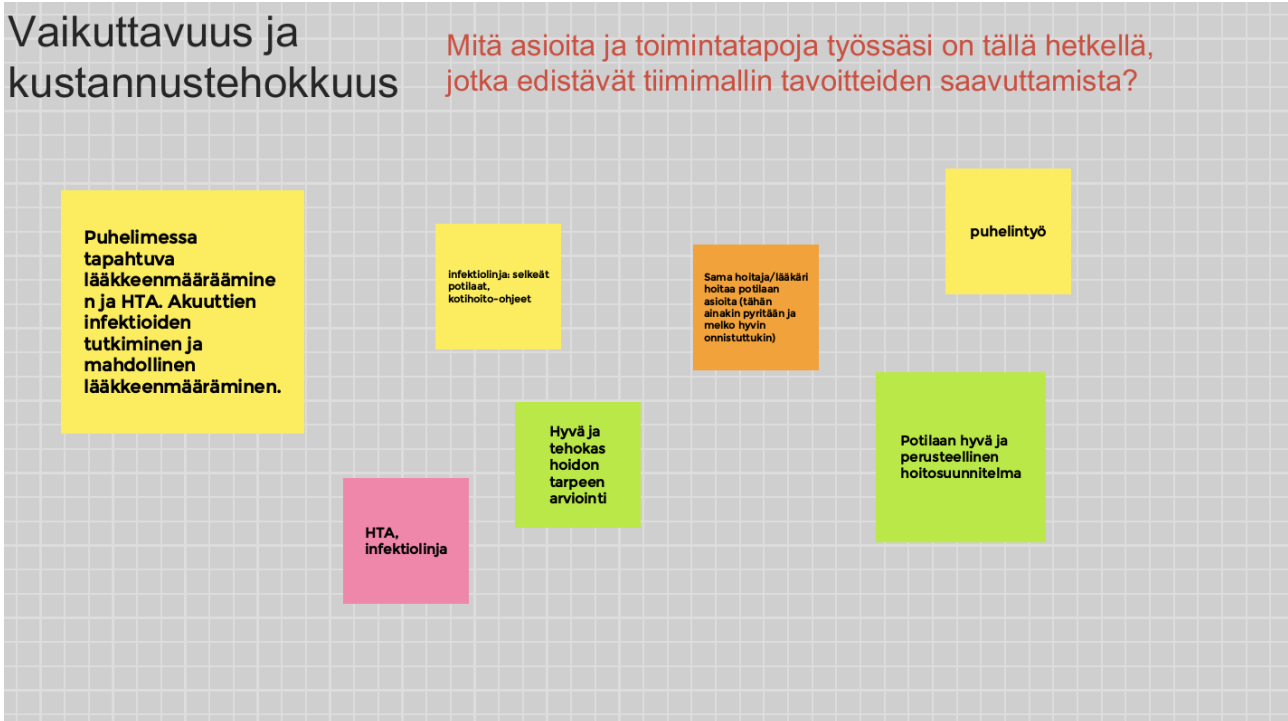 Vaikuttavuus ja
kustannustehokkuus
Mitä asioita ja toimintatapoja työssäsi on tällä hetkellä,
jotka edistävät tiimimallin tavoitteiden saavuttamista?
Puhelimessa
tapahtuva
lääkkeenmääräämine
n ja HTA. Akuuttien
infektioiden
tutkiminen ja
mahdollinen
lääkkeenmääräminen.
infektiolinja: selkeät
potilaat,
kotihoito-ohjeet
Sama hoitaja/lääkäri
hoitaa potilaan
asioita (tähän
ainakin pyritään ja
melko hyvin
onnistuttukin)
puhelintyö
Hyvä ja
tehokas
hoidon
tarpeen
arviointi
Potilaan hyvä ja
perusteellinen
hoitosuunnitelma
HTA,
infektiolinja